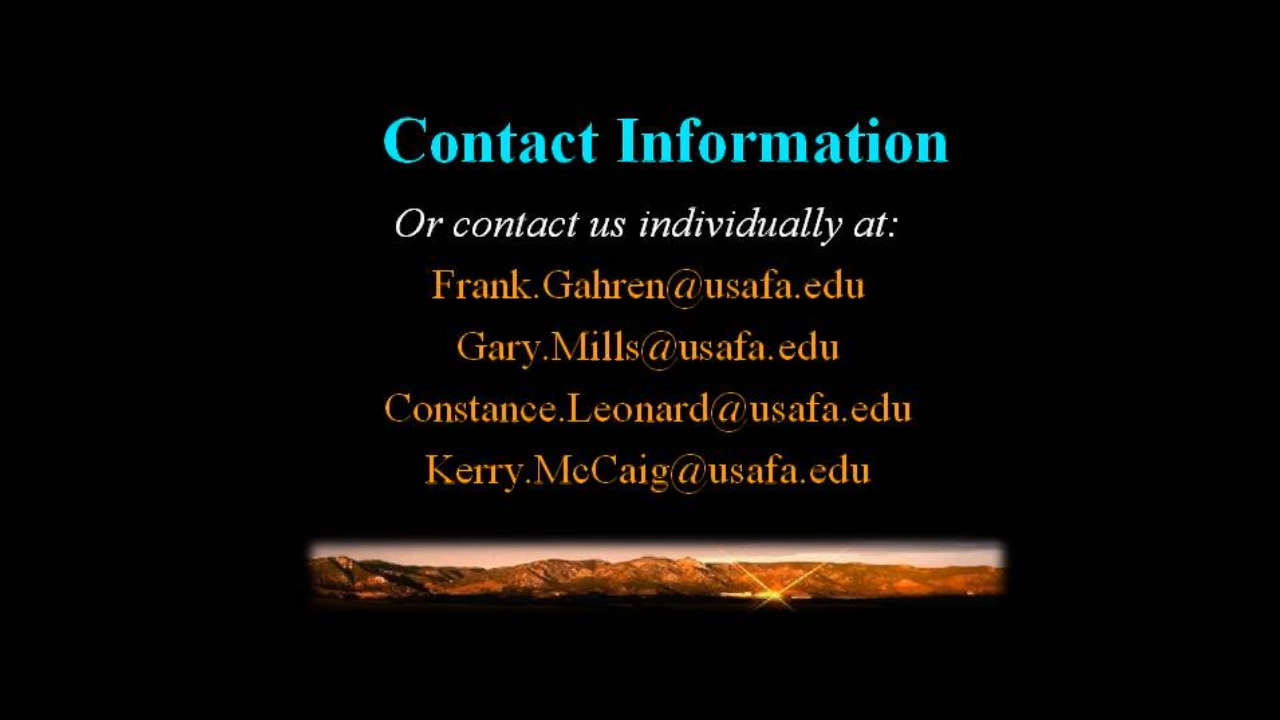 Contact Information
Or contact us individually at:
Frank.Gahren@usafa.edu
Gary.Mills@usafa.edu
Constance.Leonard@usafa.edu
Kerry.McCaig@usafa.edu